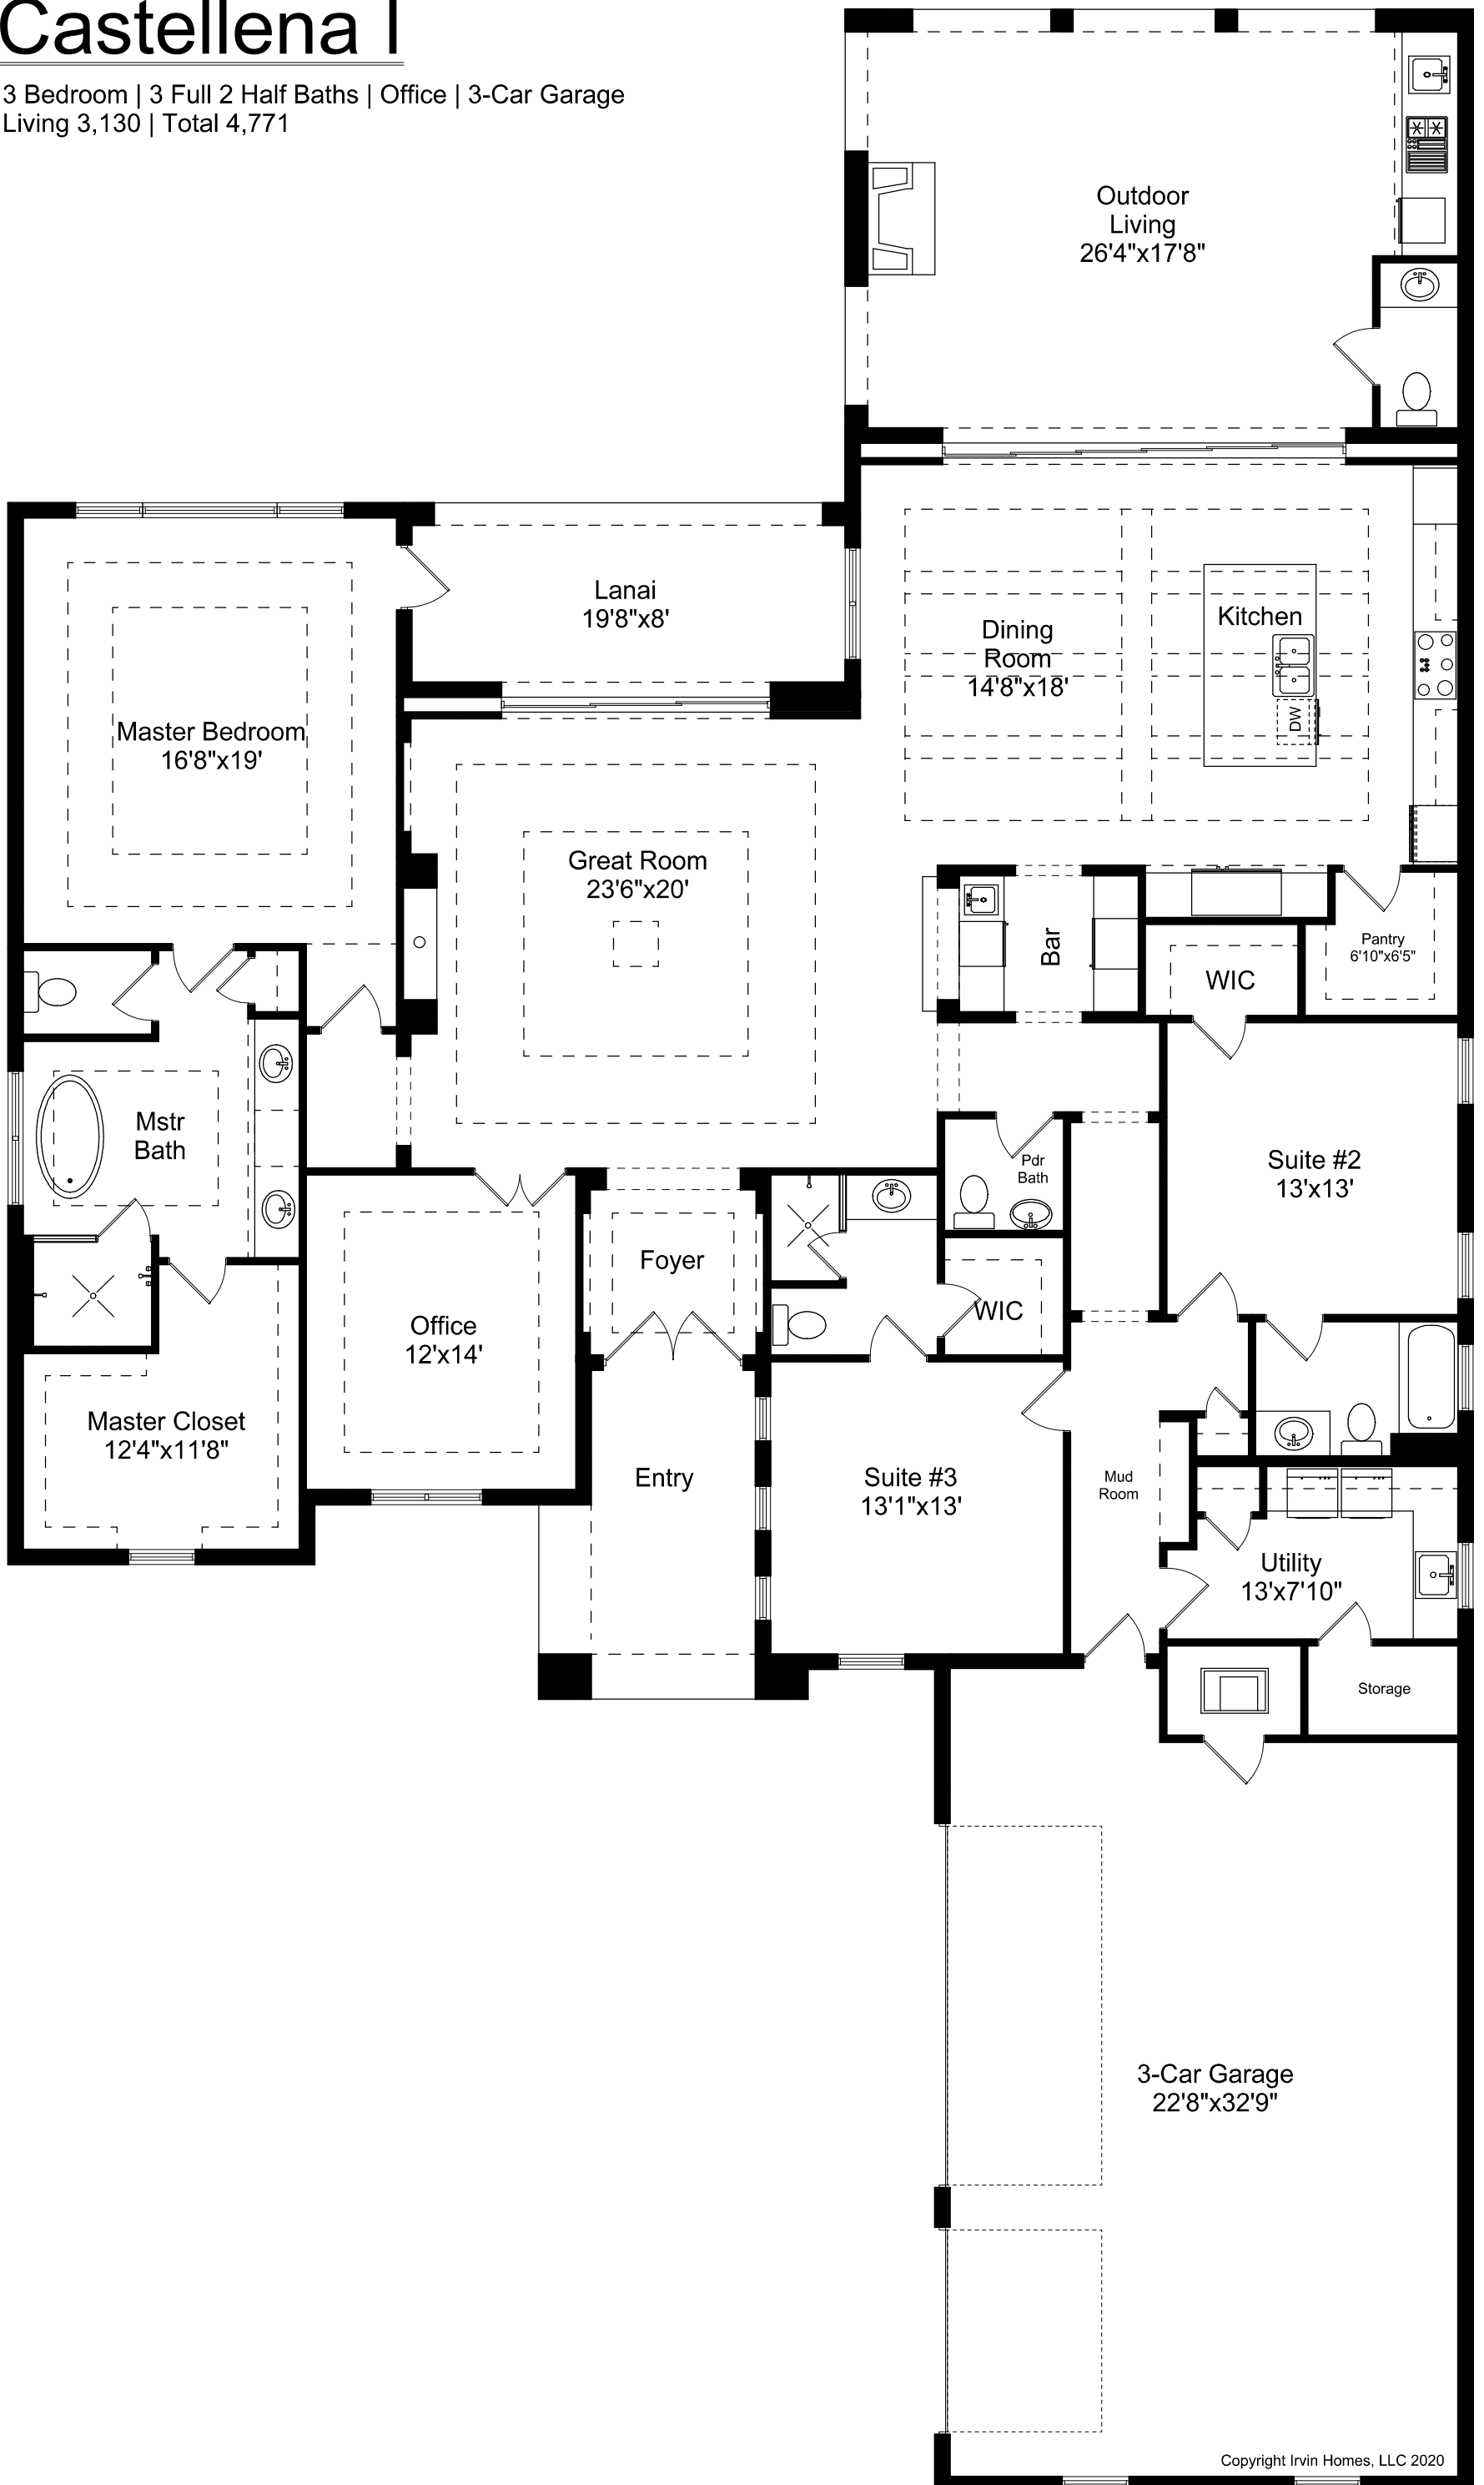 Castellena I
3 Bedroom | 3 Full 2 Half Baths | Office | 3-Car Garage
Living 3,130 | Total 4,771
Outdoor
Living
26'4"x17'8"
Lanai
19'8"x8'
Dining
Room
14'8"x18'
Kitchen
DW
Master Bedroom
16'8"x19'
Great Room
23'6"x20'
Bar
Pantry
6'10"x6'5"
WIC
Mstr
Bath
Pdr
Bath
Suite #2
13'x13'
Foyer
WIC
Office
12'x14'
Master Closet
12'4"x11'8"
Entry
Suite #3
13'1"x13'
Mud
Room
Utility
13'x7'10"
Storage
3-Car Garage
22'8"x32'9"
Copyright Irvin Homes, LLC 2020